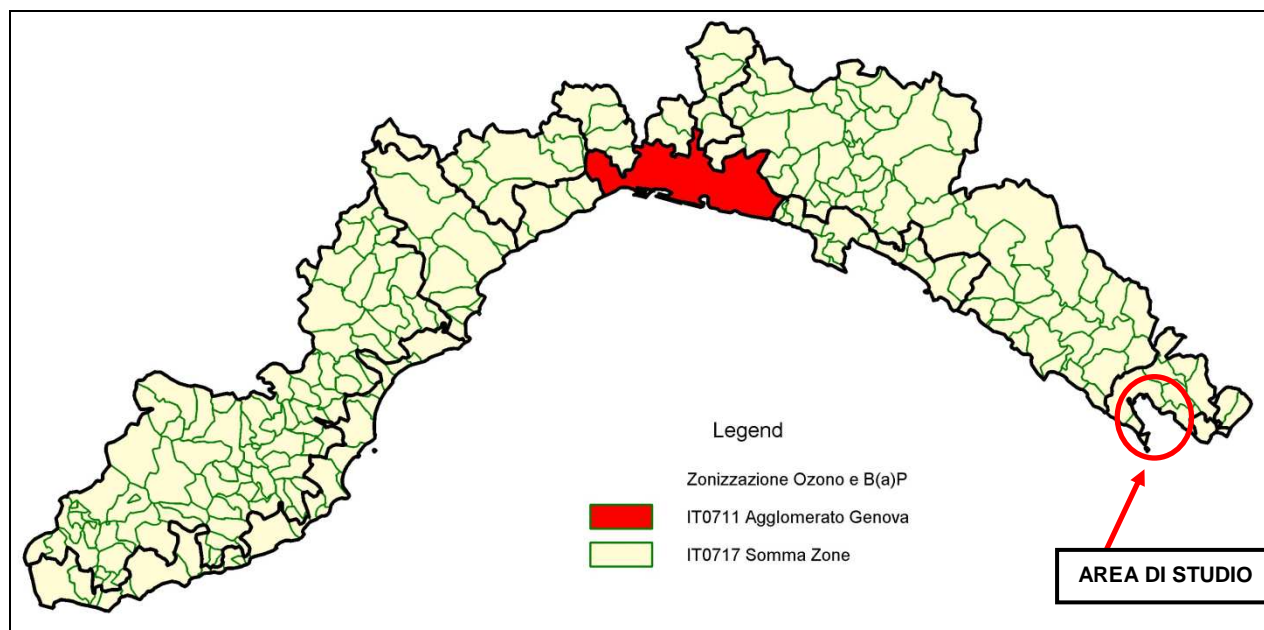 Legend
Zonizzazione Ozono e B(a)P
IT0711 Agglomerato Genova
IT0717 Somma Zone
AREA DI STUDIO